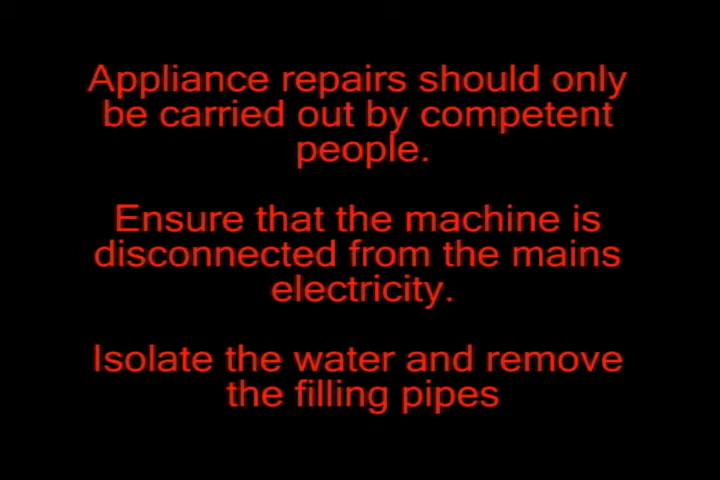 Appliance repairs should only
be carried out by competent
people.
Ensure that the machine is
disconnected from the mains
electricity.
Isolate the water and remove
the filling pipes